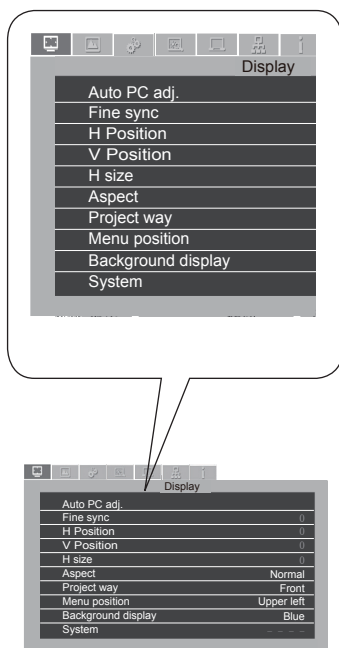 Display
Auto PC adj.
Fine sync
H Position
V Position
H size
Aspect
Project way
Menu position
Background display
System
Display
Auto PC adj.
Fine sync 0
H Position 0
V Position 0
H size 0
Aspect Normal
Project way Front
Menu position Upper left
Background display Blue
System - - - -